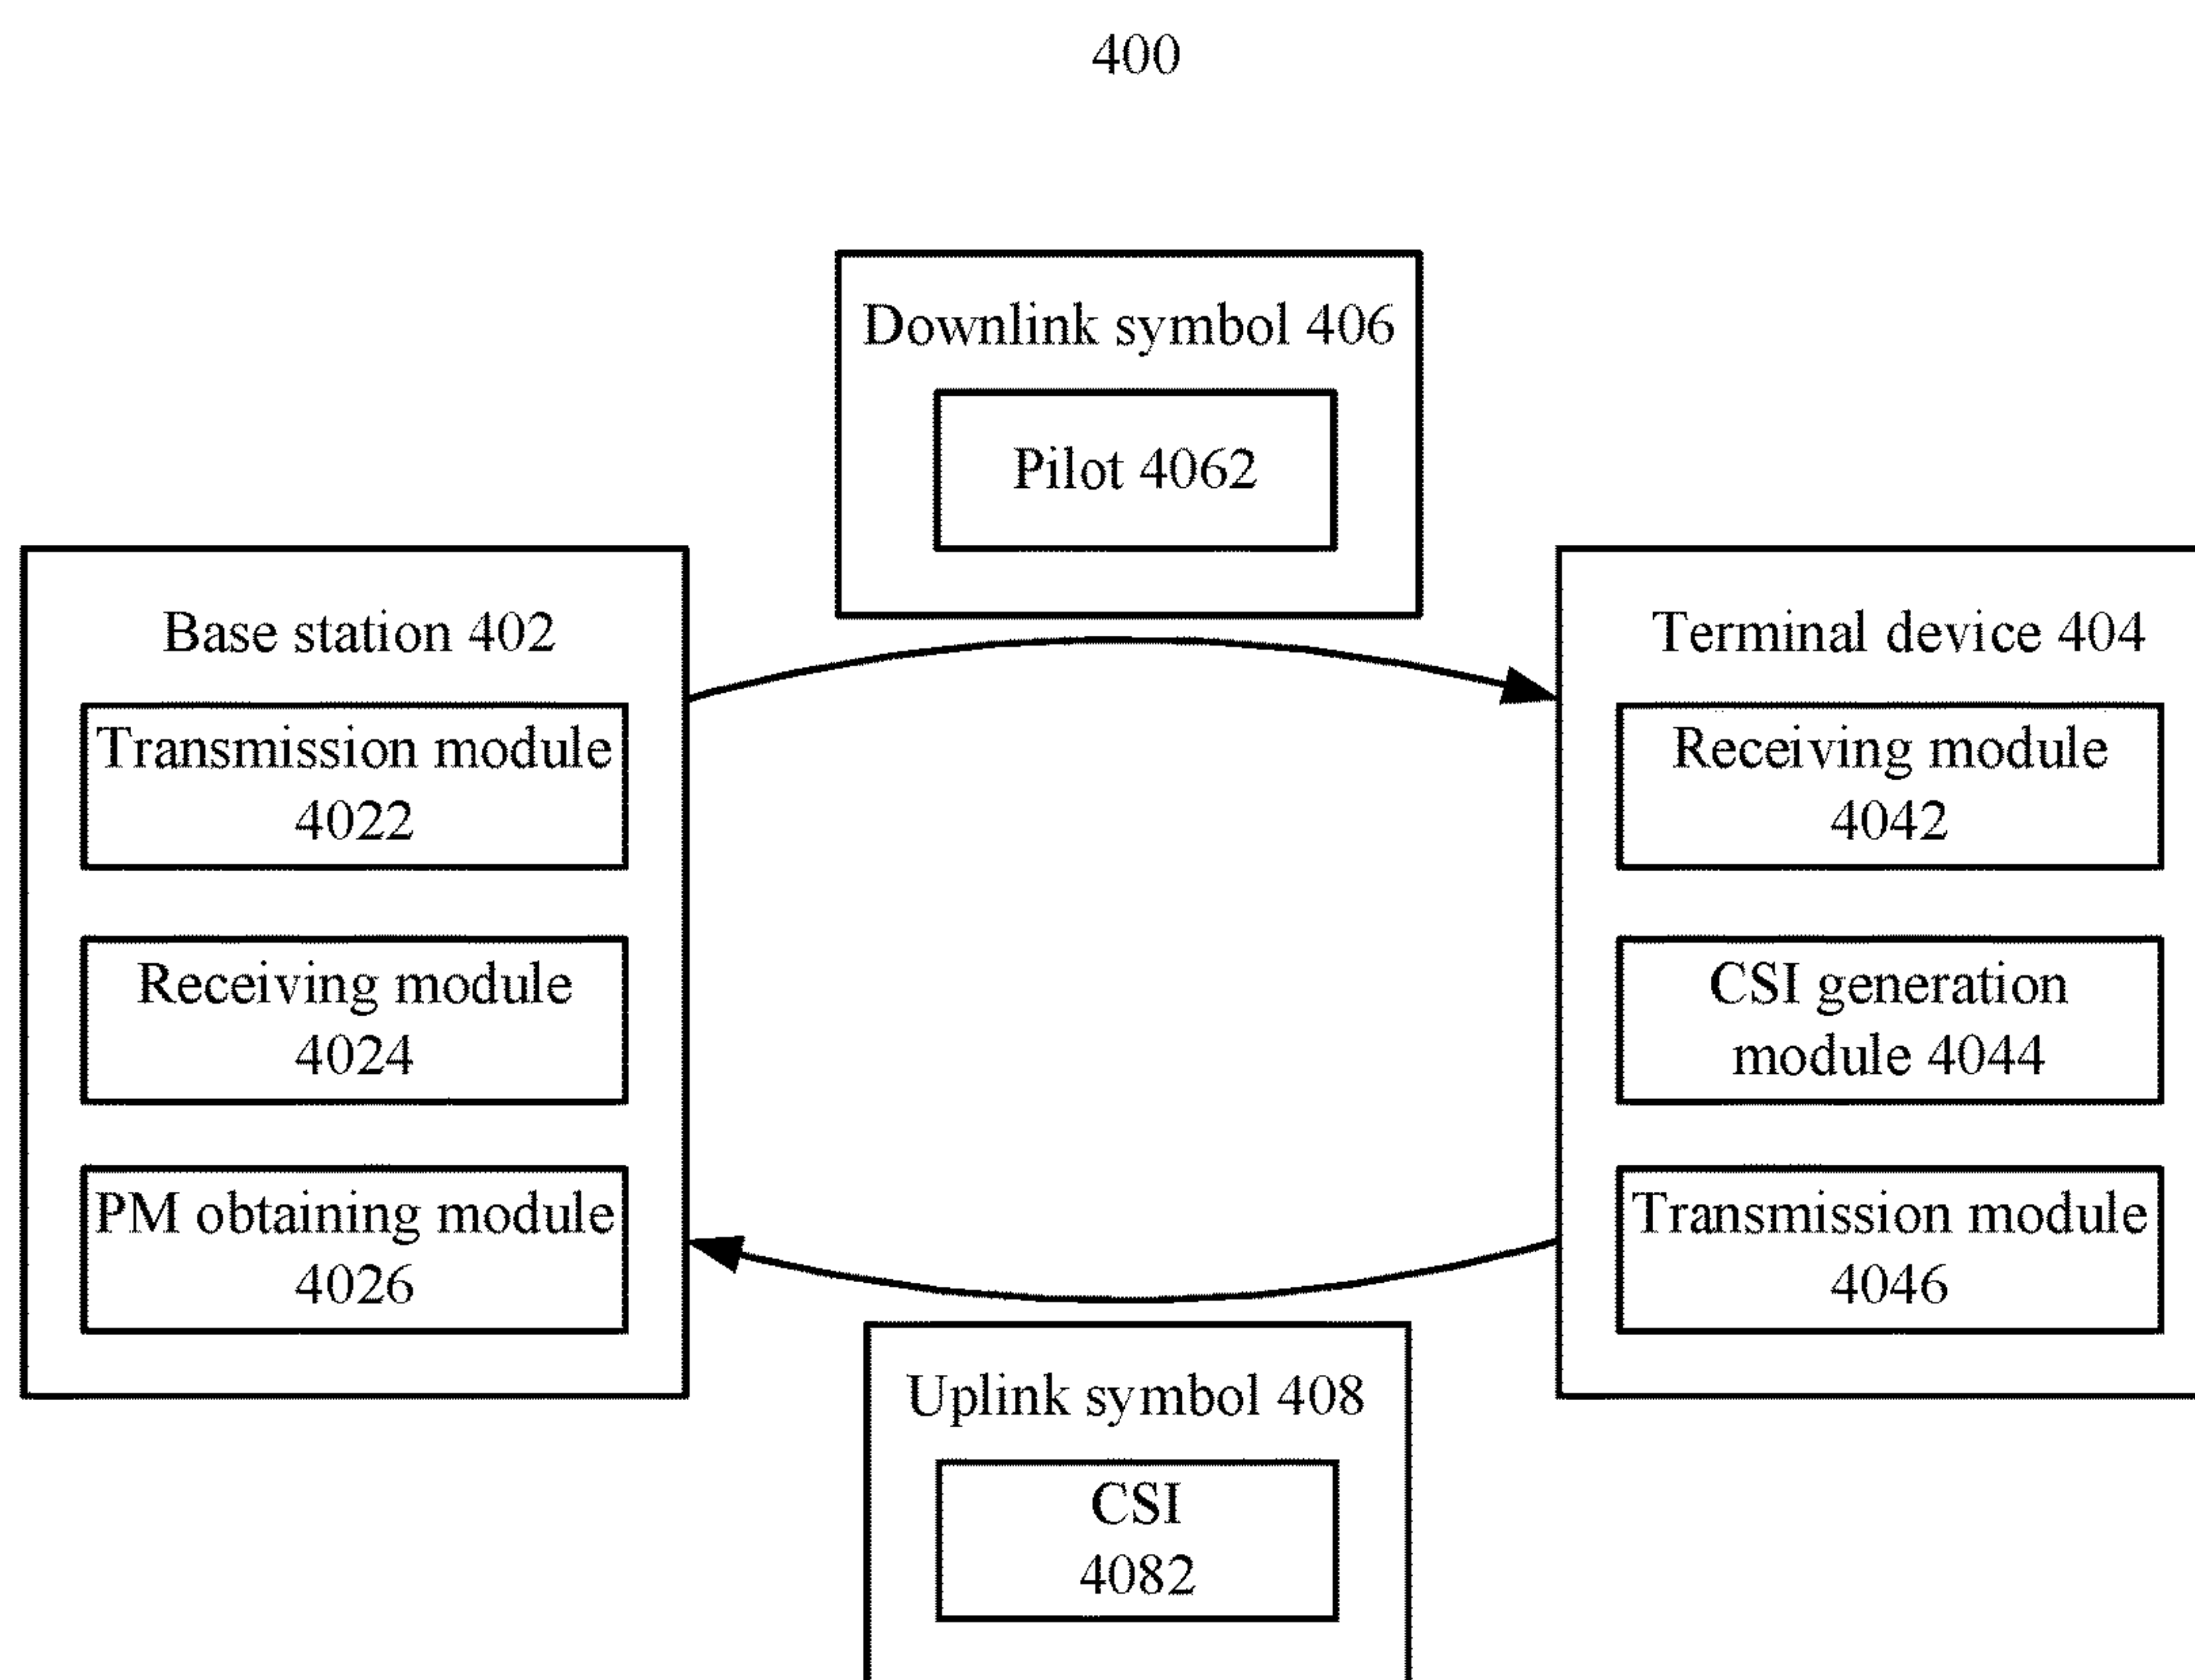 400
Downlink symbol 406
Pilot 4062
Base station 402
Transmission module
4022
Receiving module
4024
PM obtaining module
4026
Terminal device 404
Receiving module
4042
CSI generation
module 4044
Transmission module
4046
Uplink symbol 408
CSI
4082